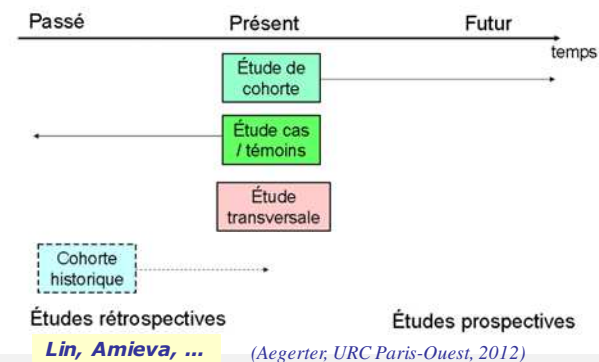 Passé Présent Futur
temps
Étude de
cohorte
Étude cas
/ témoins
Étude
transversale
Cohorte
historique
Études rétrospectives Études prospectives
Lin, Amieva, ... (Aegerter, URC Paris-Ouest, 2012)